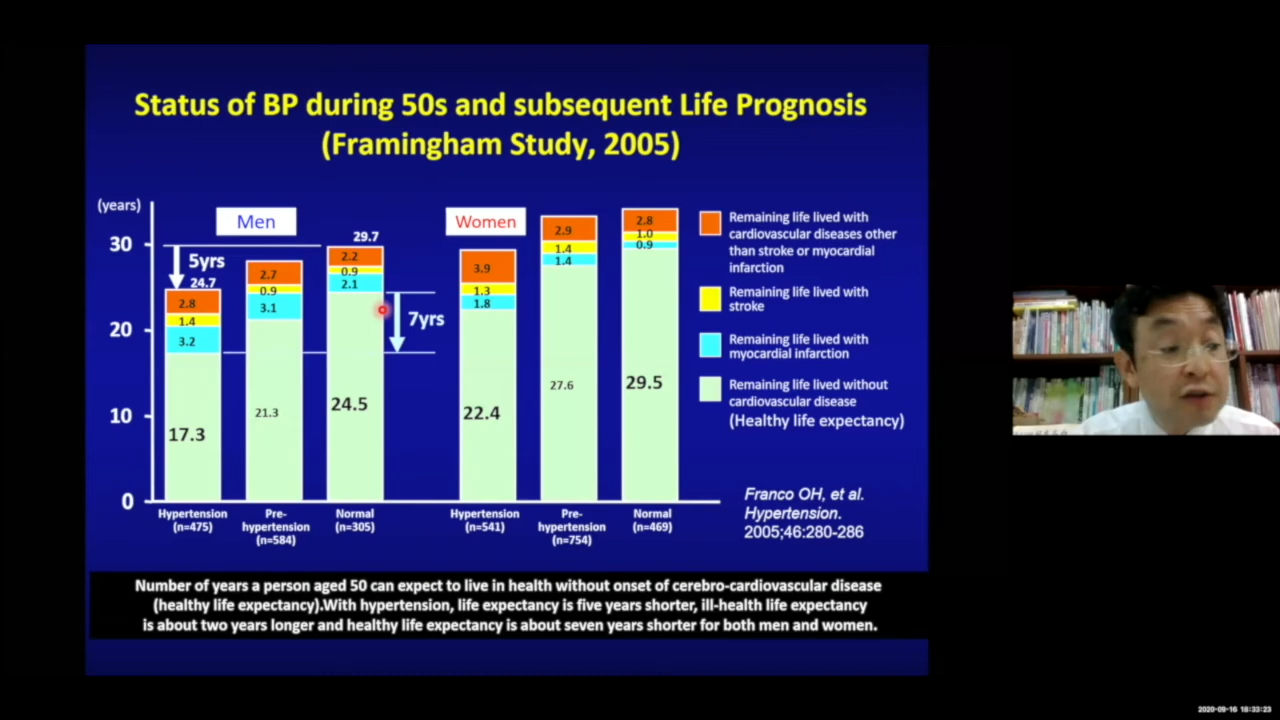 Status of BP during 50s and subsequent Life Prognosis
(Framingham Study, 2005)
(years)
30
20
10
0
Men
5yrs
24.7
2.8
1.4
3.2
17.3
2.7
0.9
3.1
21.3
29.7
2.2
0.9
2.1
24.5
7yrs
Women
3.9
1.3
1.8
22.4
2.9
1.4
1.4
27.6
2.8
1.0
0.9
29.5
Hypertension
(n=475)
Pre-
hypertension
(n=584)
Normal
(n=305)
Hypertension
(n=541)
Pre-
hypertension
(n=754)
Normal
(n=469)
Remaining life lived with
cardiovascular diseases other
than stroke or myocardial
infarction
Remaining life lived with
stroke
Remaining life lived with
myocardial infarction
Remaining life lived without
cardiovascular disease
(Healthy life expectancy)
Franco OH, et al.
Hypertension.
2005;46:280-286
Number of years a person aged 50 can expect to live in health without onset of cerebro-cardiovascular disease
(healthy life expectancy).With hypertension, life expectancy is five years shorter, ill-health life expectancy
is about two years longer and healthy life expectancy is about seven years shorter for both men and women.
2020-09-16 18:33:23